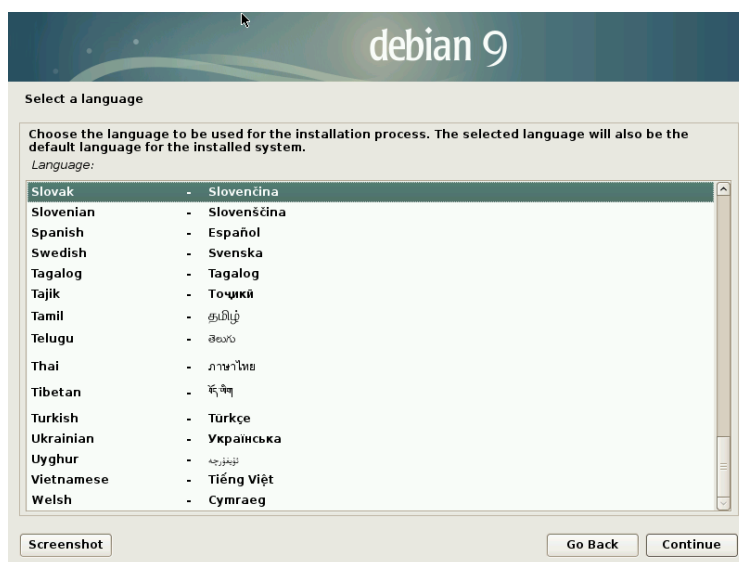 debian 9
Select a language
Choose the language to be used for the installation process. The selected language will also be the
default language for the installed system.
Language:
Slovak - Slovenčina
Slovenian - Slovenščina
Spanish - Español
Swedish - Svenska
Tagalog - Tagalog
Tajik - Тоҷикӣ
Tamil - தமிழ்
Telugu - తెలుగు
Thai - ภาษาไทย
Tibetan - བོད་ཡིག
Turkish - Türkçe
Ukrainian - Українська
Uyghur - ئۇيغۇرچە
Vietnamese - Tiếng Việt
Welsh - Cymraeg
Screenshot Go Back Continue